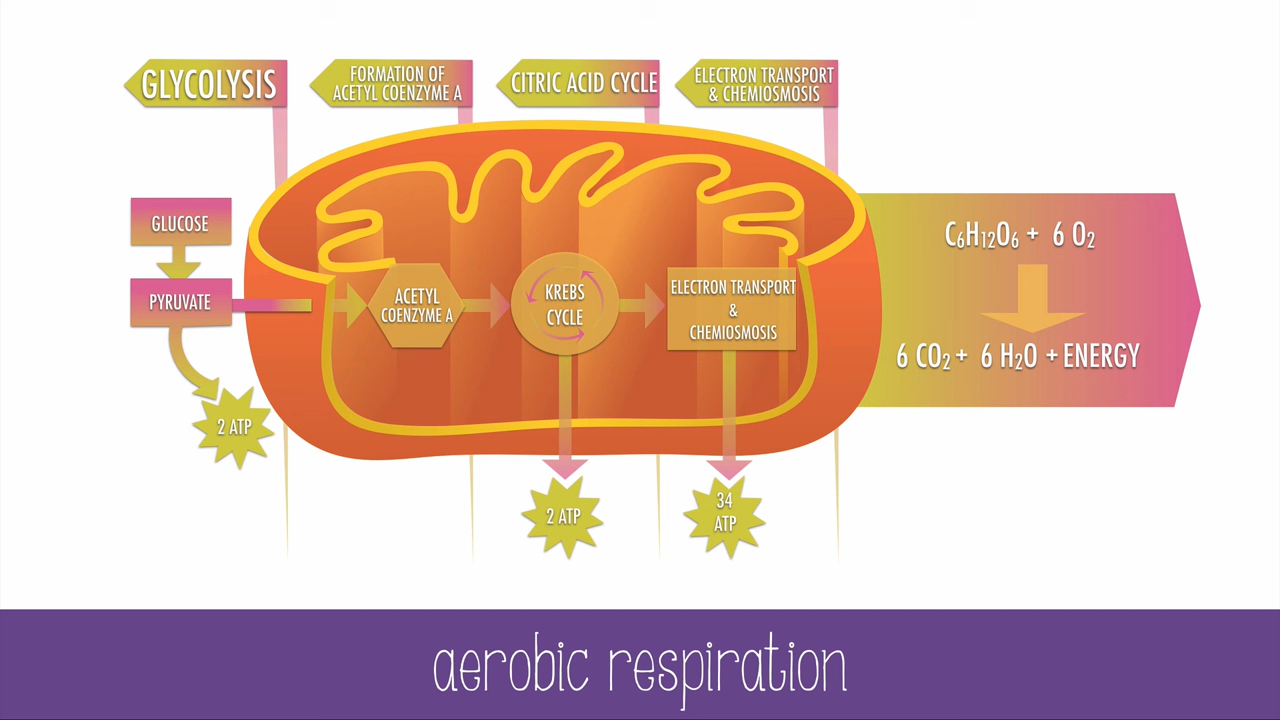 GLYCOLYSIS
FORMATION OF
ACETYL COENZYME A
CITRIC ACID CYCLE
ELECTRON TRANSPORT
& CHEMIOSMOSIS
GLUCOSE
PYRUVATE
2 ATP
ACETYL
COENZYME A
KREBS
CYCLE
ELECTRON TRANSPORT
&
CHEMIOSMOSIS
2 ATP
34
ATP
C₆H₁₂O₆ + 6 O₂
6 CO₂ + 6 H₂O + ENERGY
aerobic respiration